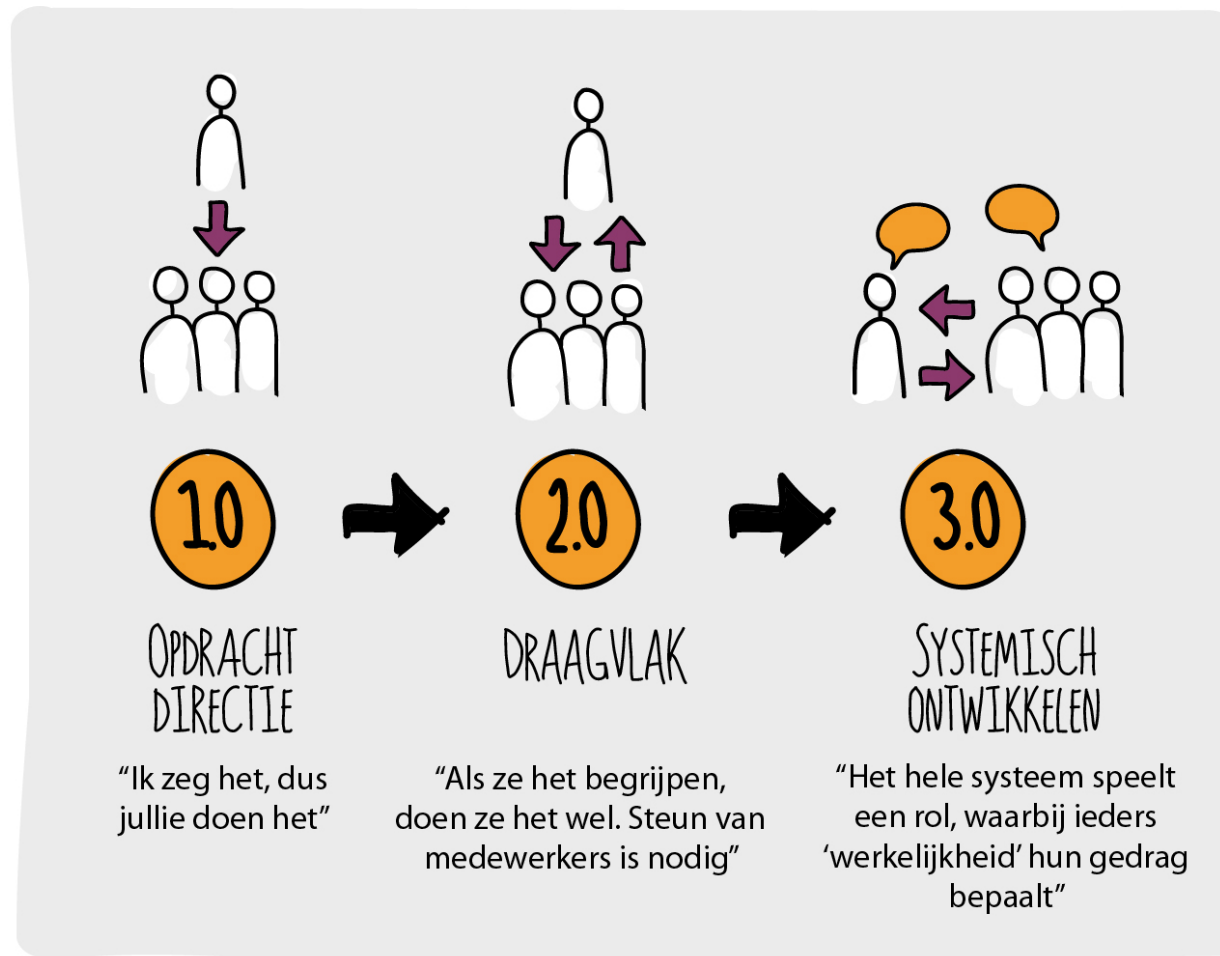 1.0
2.0
3.0
OPDRACHT
DIRECTIE
“Ik zeg het, dus
jullie doen het”
DRAAGVLAK
“Als ze het begrijpen,
doen ze het wel. Steun van
medewerkers is nodig”
SYSTEMISCH
ONTWIKKELEN
“Het hele systeem speelt
een rol, waarbij ieders
‘werkelijkheid’ hun gedrag
bepaalt”